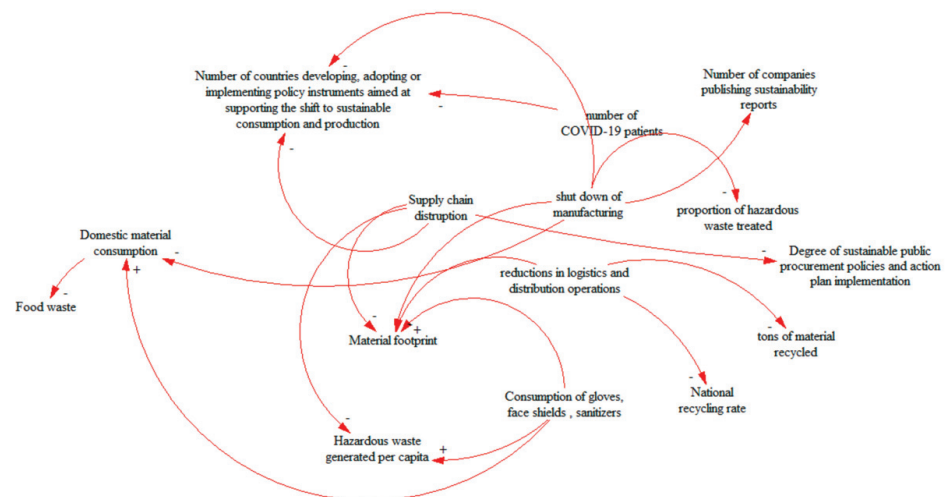 Number of countries developing, adopting or
implementing policy instruments aimed at
supporting the shift to sustainable
consumption and production
-
-
-
number of
COVID-19 patients
Number of companies
publishing sustainability
reports
Supply chain
distruption
shut down of
manufacturing
-
proportion of hazardous
waste treated
Domestic material
consumption
+
-
-
Food waste
reductions in logistics and
distribution operations
-
Degree of sustainable public
procurement policies and action
plan implementation
-
+
Material footprint
-
tons of material
recycled
-
National
recycling rate
Consumption of gloves,
face shields , sanitizers
-
+
Hazardous waste
generated per capita